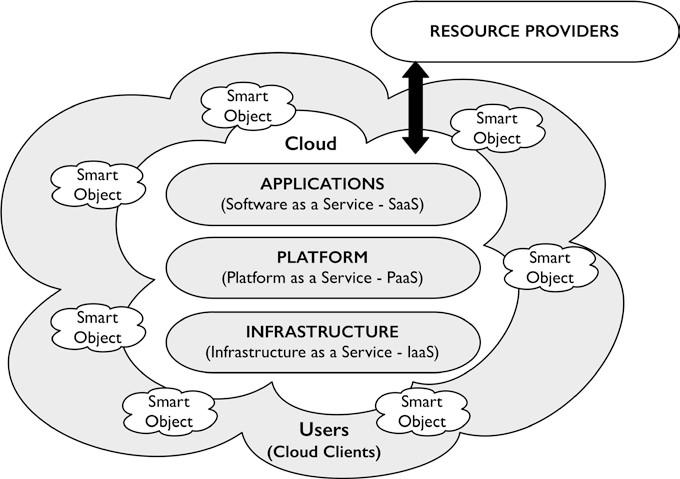 RESOURCE PROVIDERS
Smart
Object
Smart
Object
Cloud
Smart
Object
APPLICATIONS
(Software as a Service - SaaS)
PLATFORM
(Platform as a Service - PaaS)
Smart
Object
Smart
Object
INFRASTRUCTURE
(Infrastructure as a Service - IaaS)
Smart
Object
Smart
Object
Users
(Cloud Clients)